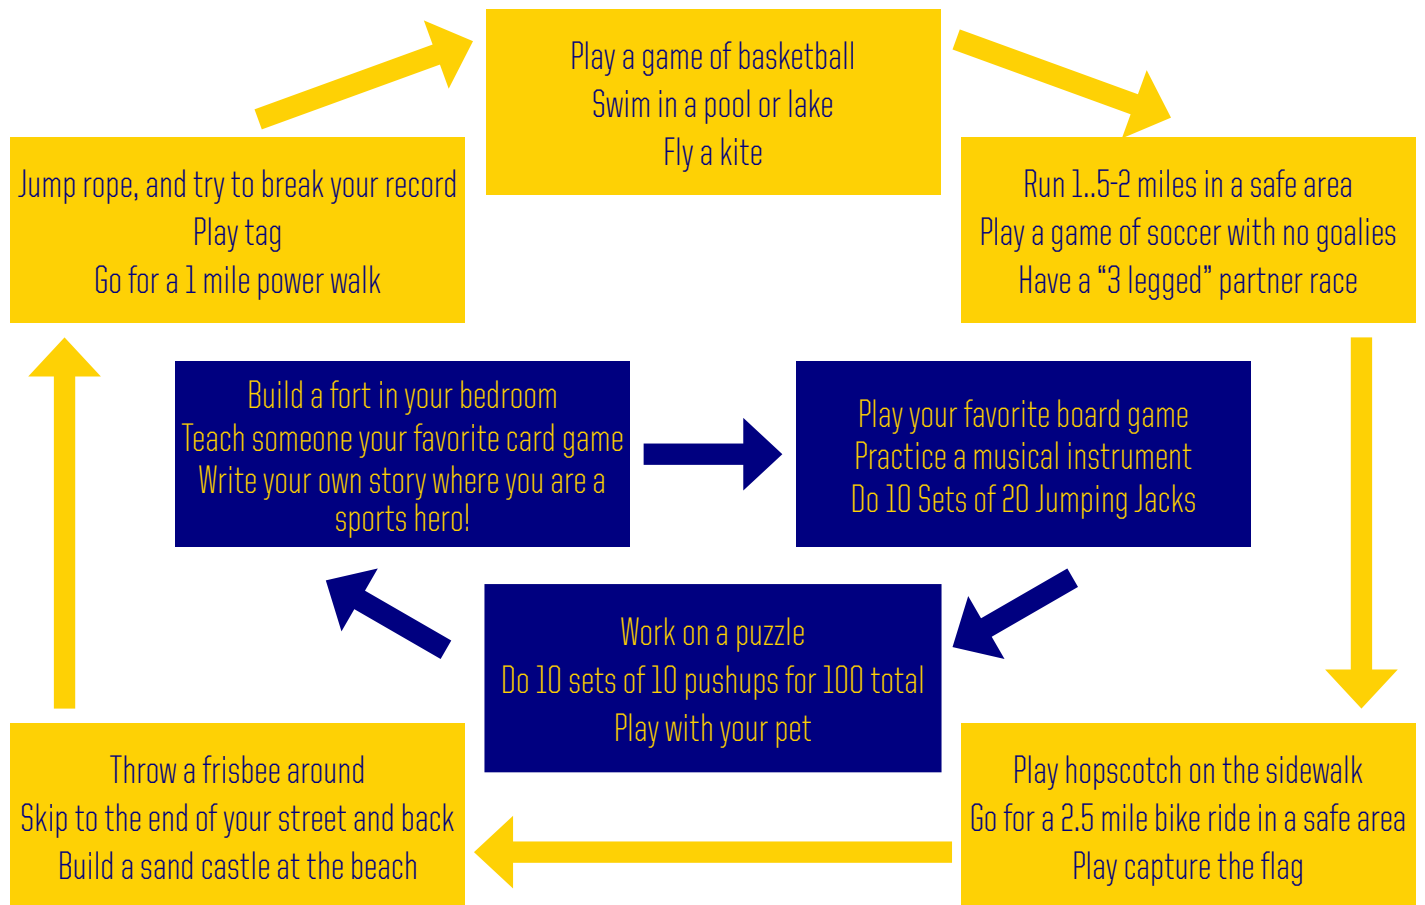 Play a game of basketball
Swim in a pool or lake
Fly a kite
Jump rope, and try to break your record
Play tag
Go for a 1 mile power walk
Run 1..5-2 miles in a safe area
Play a game of soccer with no goalies
Have a “3 legged” partner race
Build a fort in your bedroom
Teach someone your favorite card game
Write your own story where you are a
sports hero!
Play your favorite board game
Practice a musical instrument
Do 10 Sets of 20 Jumping Jacks
Work on a puzzle
Do 10 sets of 10 pushups for 100 total
Play with your pet
Throw a frisbee around
Skip to the end of your street and back
Build a sand castle at the beach
Play hopscotch on the sidewalk
Go for a 2.5 mile bike ride in a safe area
Play capture the flag